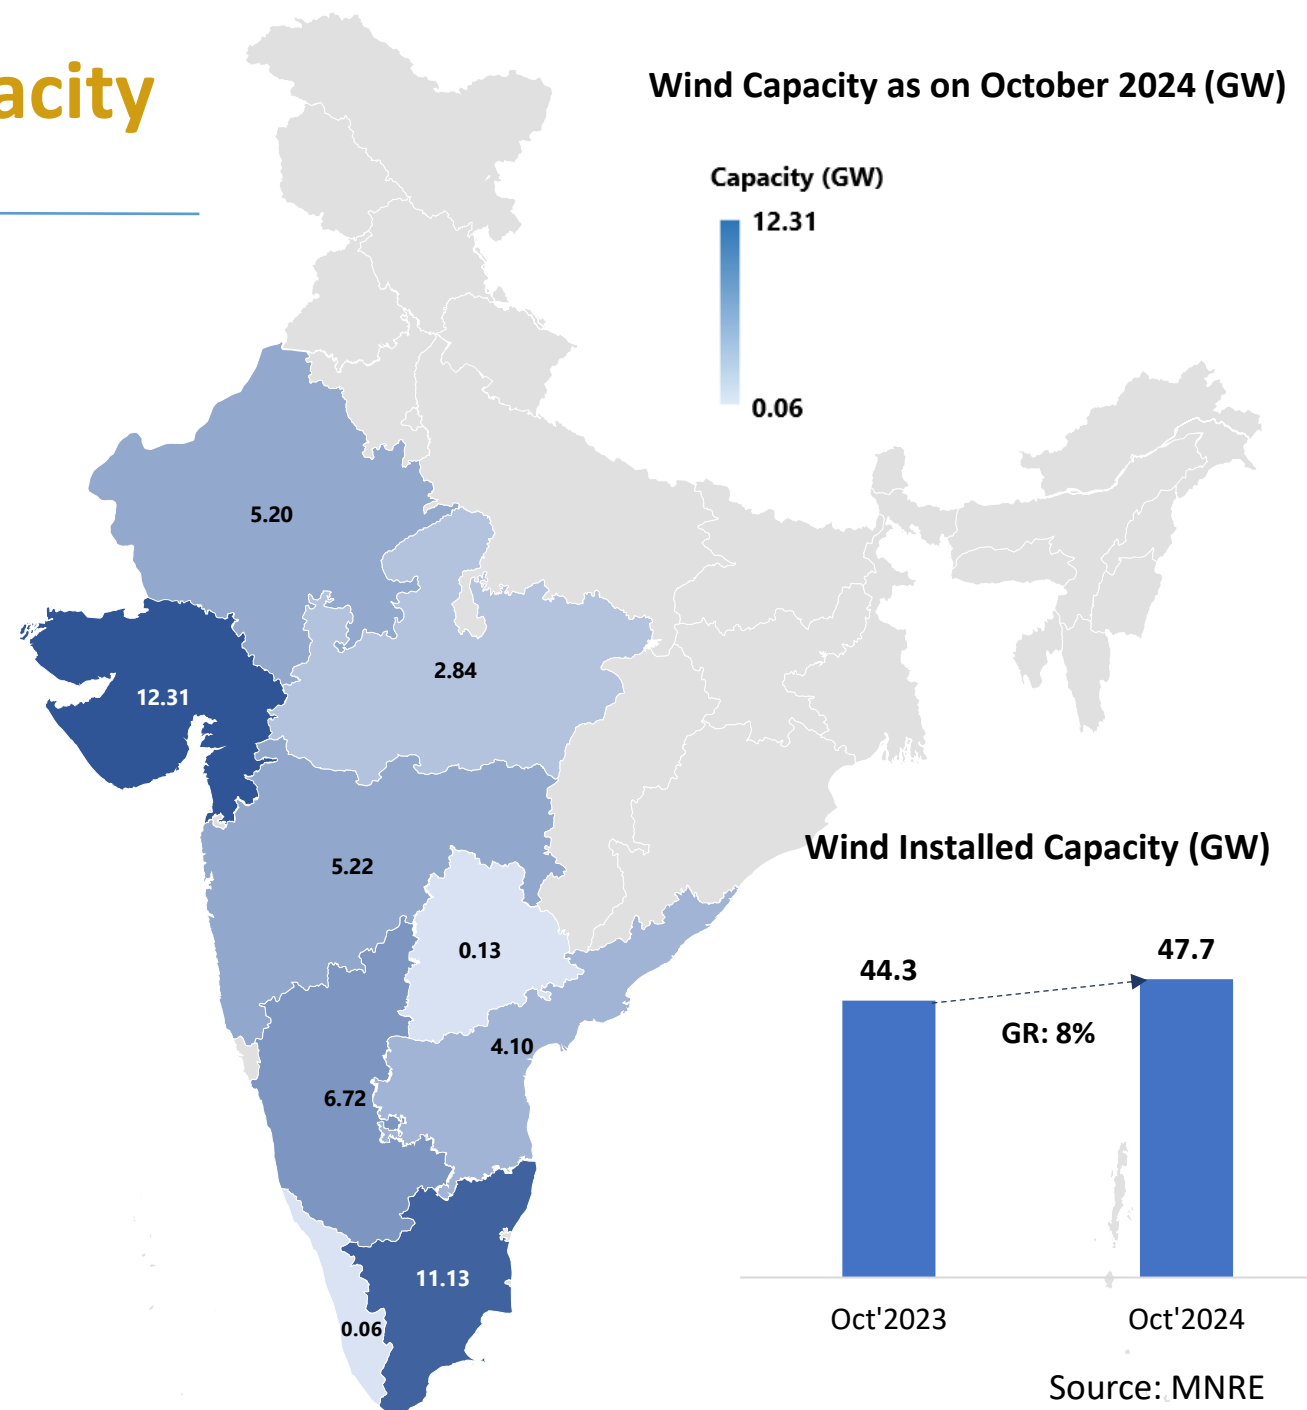 acity
Wind Capacity as on October 2024 (GW)
Capacity (GW)
12.31
0.06
5.20
2.84
12.31
5.22
0.13
4.10
6.72
11.13
0.06
Wind Installed Capacity (GW)
44.3
47.7
GR: 8%
Oct'2023
Oct'2024
Source: MNRE